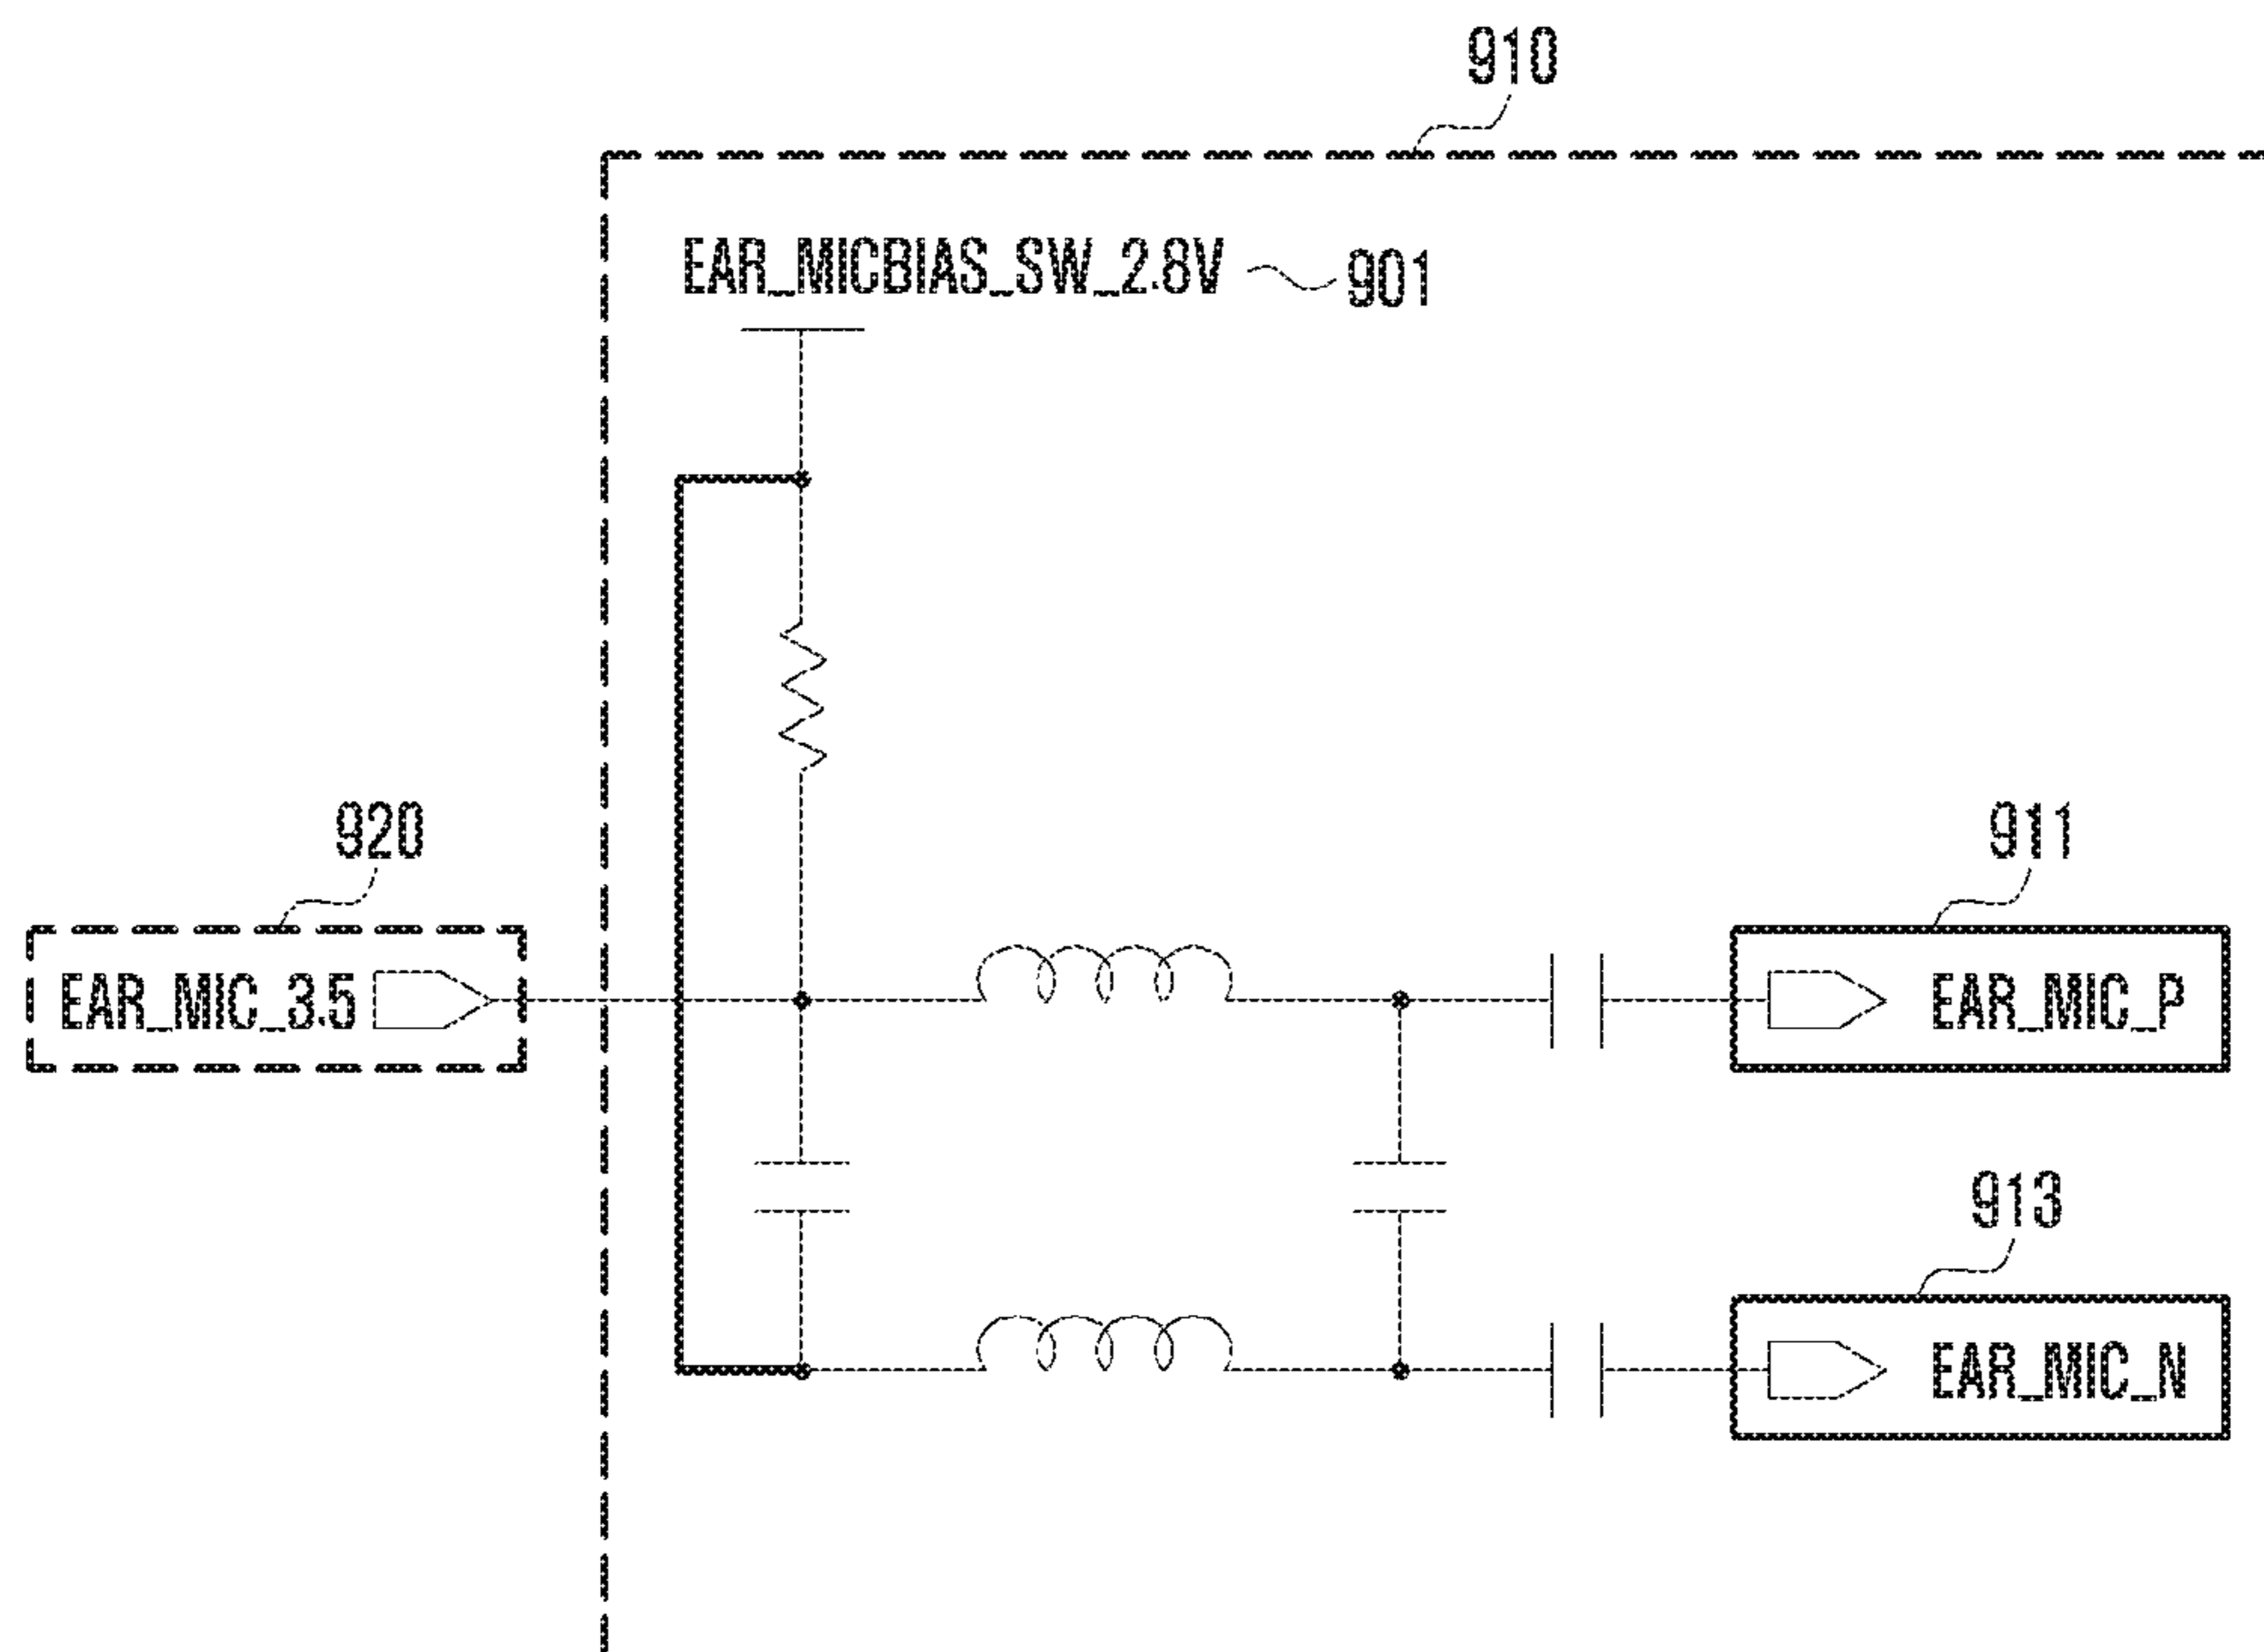 910
EAR_MICBIAS_SW_2.8V 901
920
911
EAR_MIC_3.5
EAR_MIC_P
913
EAR_MIC_N